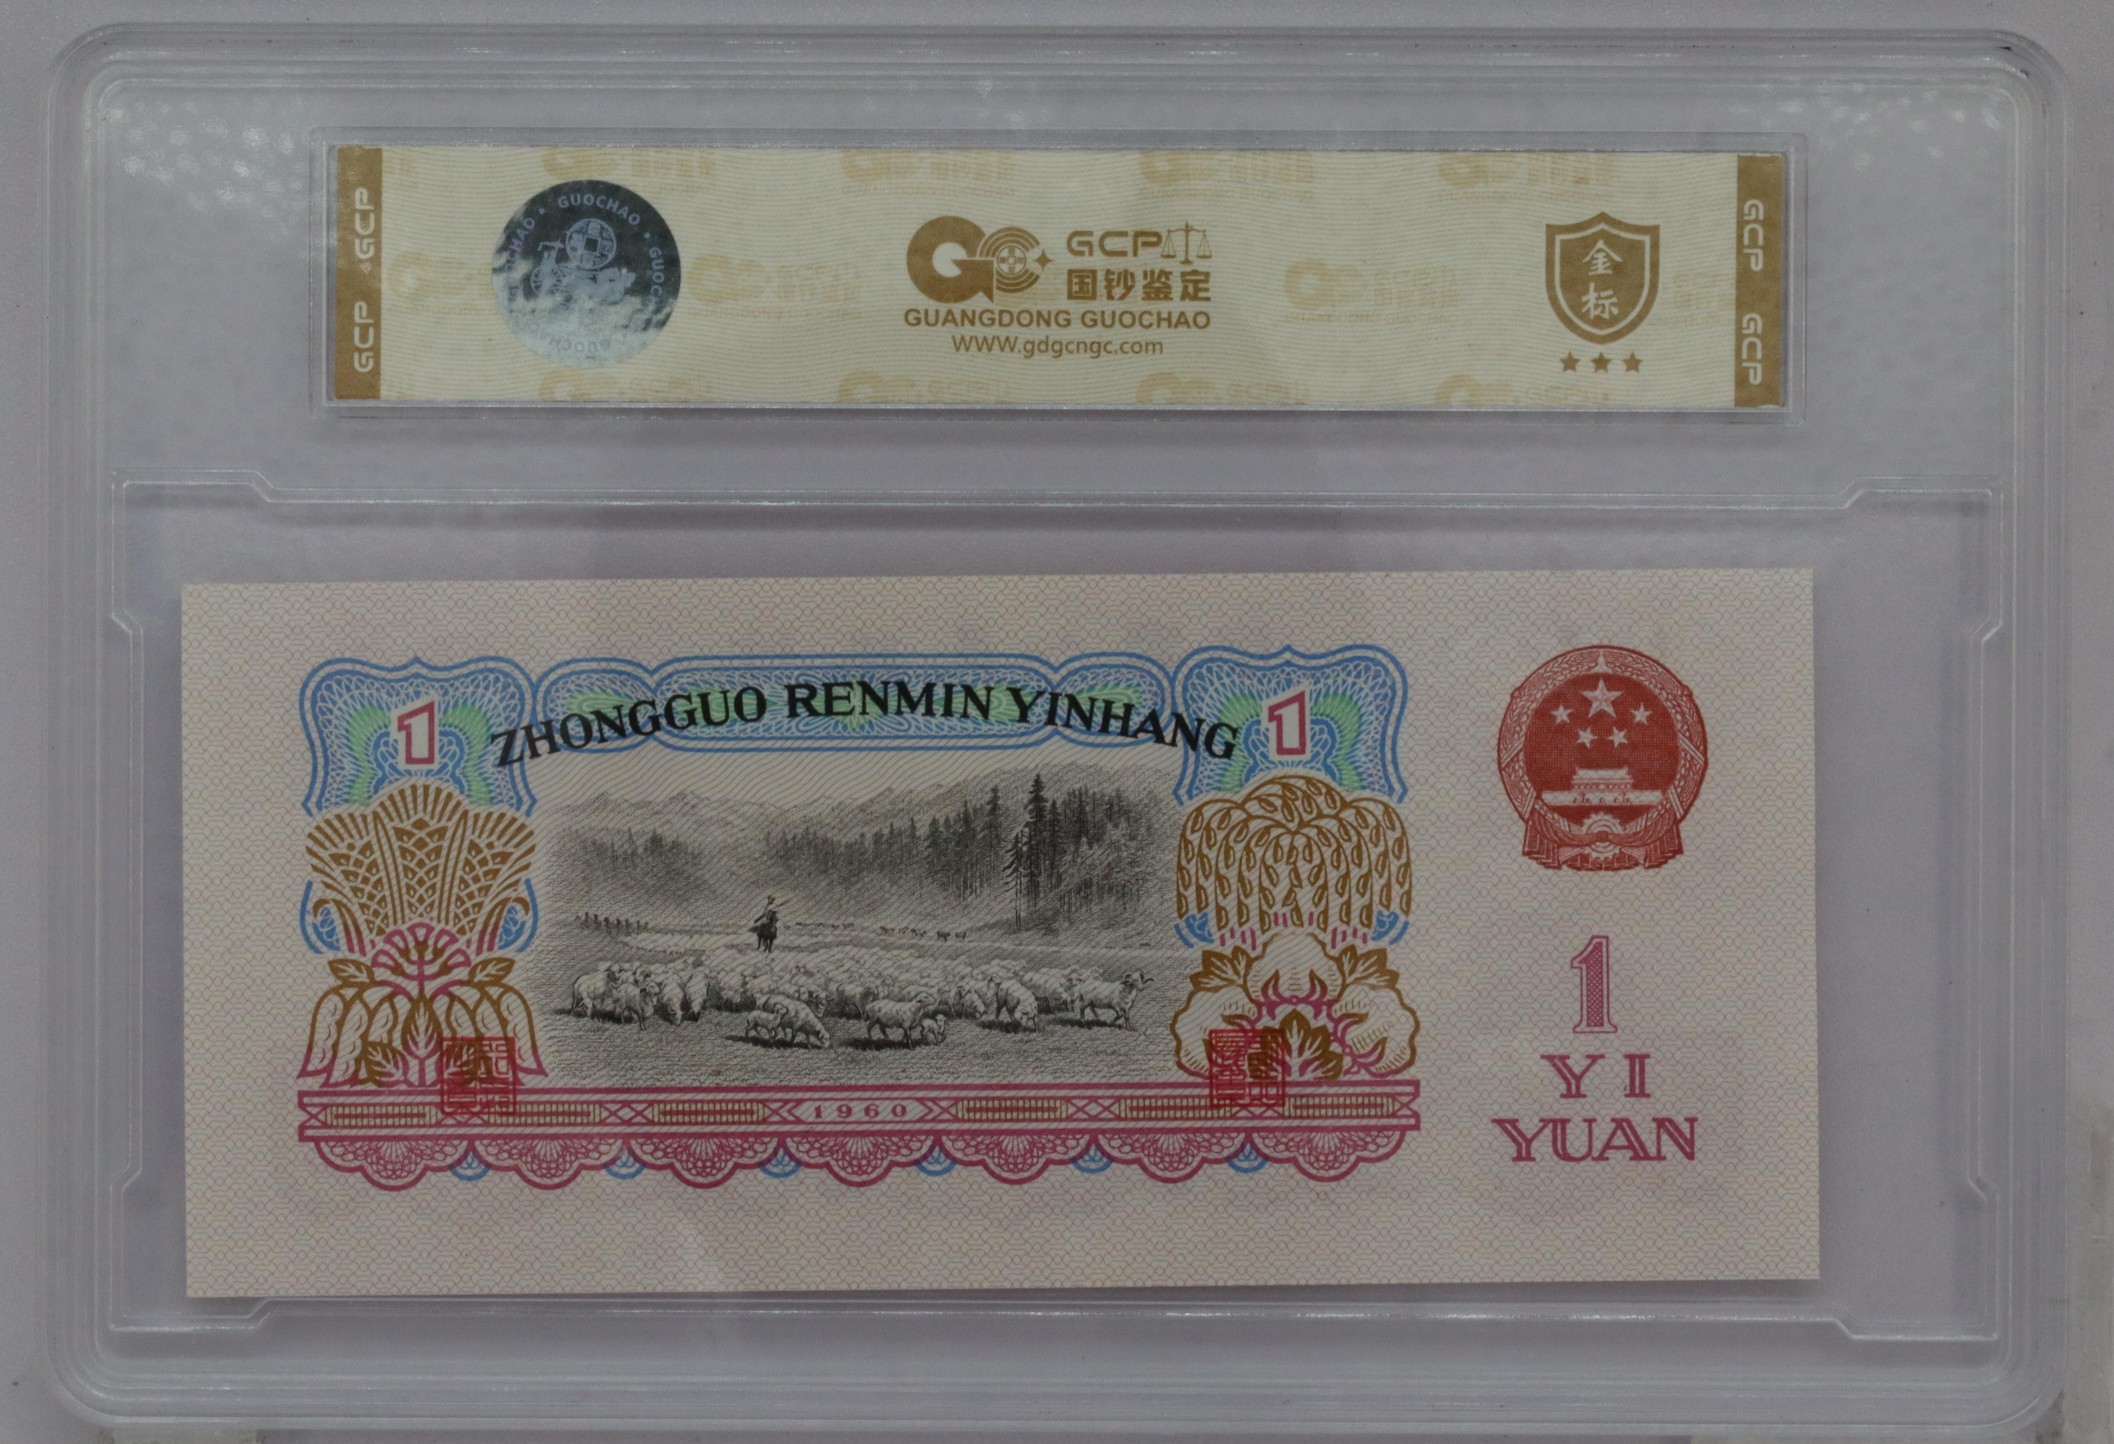 GCP
GCP
GUOCHAO
GCP
国钞鉴定
GUANGDONG GUOCHAO
WWW.gdgcngc.com
金
标
GCP
GCP
1
ZHONGGUO RENMIN YINHANG
1
1960
1
YI
YUAN